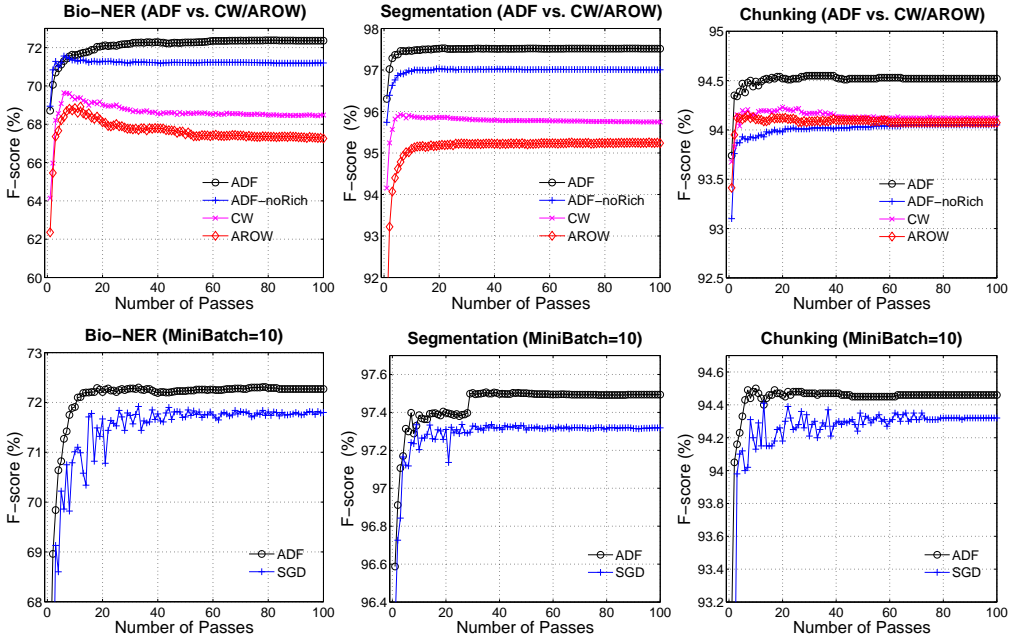 Bio−NER (ADF vs. CW/AROW)
F−score (%)
72
70
68
66
64
62
60
0 20 40 60 80 100
Number of Passes
ADF
ADF−noRich
CW
AROW
Segmentation (ADF vs. CW/AROW)
F−score (%)
98
97
96
95
94
93
92
0 20 40 60 80 100
Number of Passes
ADF
ADF−noRich
CW
AROW
Chunking (ADF vs. CW/AROW)
F−score (%)
95
94.5
94
93.5
93
92.5
0 20 40 60 80 100
Number of Passes
ADF
ADF−noRich
CW
AROW
Bio−NER (MiniBatch=10)
F−score (%)
73
72
71
70
69
68
0 20 40 60 80 100
Number of Passes
ADF
SGD
Segmentation (MiniBatch=10)
F−score (%)
97.6
97.4
97.2
97
96.8
96.6
96.4
0 20 40 60 80 100
Number of Passes
ADF
SGD
Chunking (MiniBatch=10)
F−score (%)
94.6
94.4
94.2
94
93.8
93.6
93.4
93.2
0 20 40 60 80 100
Number of Passes
ADF
SGD